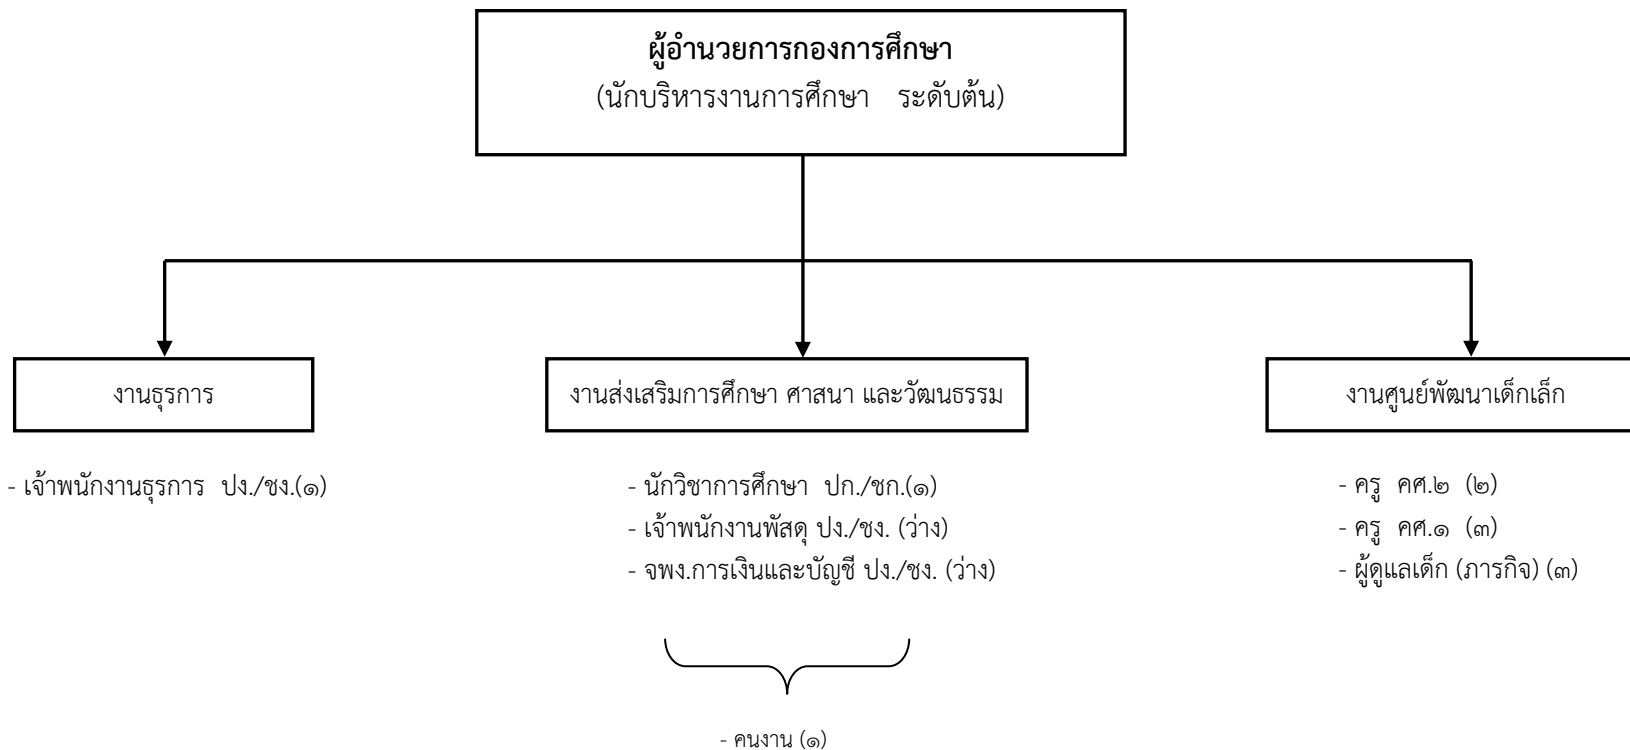 ผู้อำนวยการกองการศึกษา
(นักบริหารงานการศึกษา ระดับต้น)
งานธุรการ
- เจ้าพนักงานธุรการ ปง./ชง.(๑)
งานส่งเสริมการศึกษา ศาสนา และวัฒนธรรม
- นักวิชาการศึกษา ปก./ชก.(๑)
- เจ้าพนักงานพัสดุ ปง./ชง. (ว่าง)
- จพง.การเงินและบัญชี ปง./ชง. (ว่าง)
- คนงาน (๑)
งานศูนย์พัฒนาเด็กเล็ก
- ครู คศ.๒ (๒)
- ครู คศ.๑ (๓)
- ผู้ดูแลเด็ก (ภารกิจ) (๓)